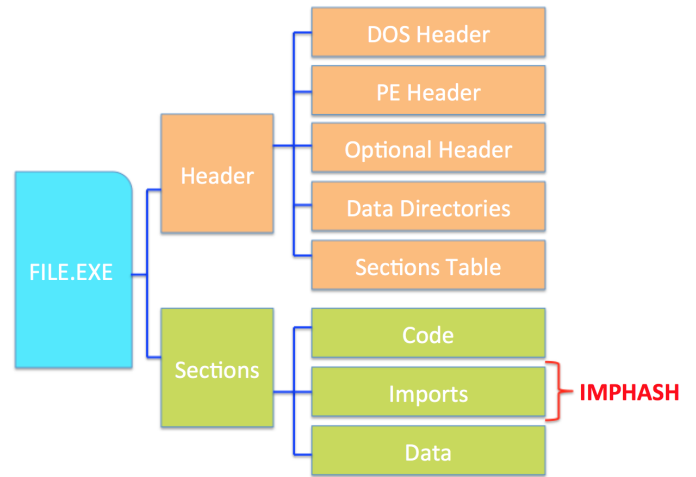 FILE.EXE
Header
DOS Header
PE Header
Optional Header
Data Directories
Sections Table
Sections
Code
Imports
IMPHASH
Data